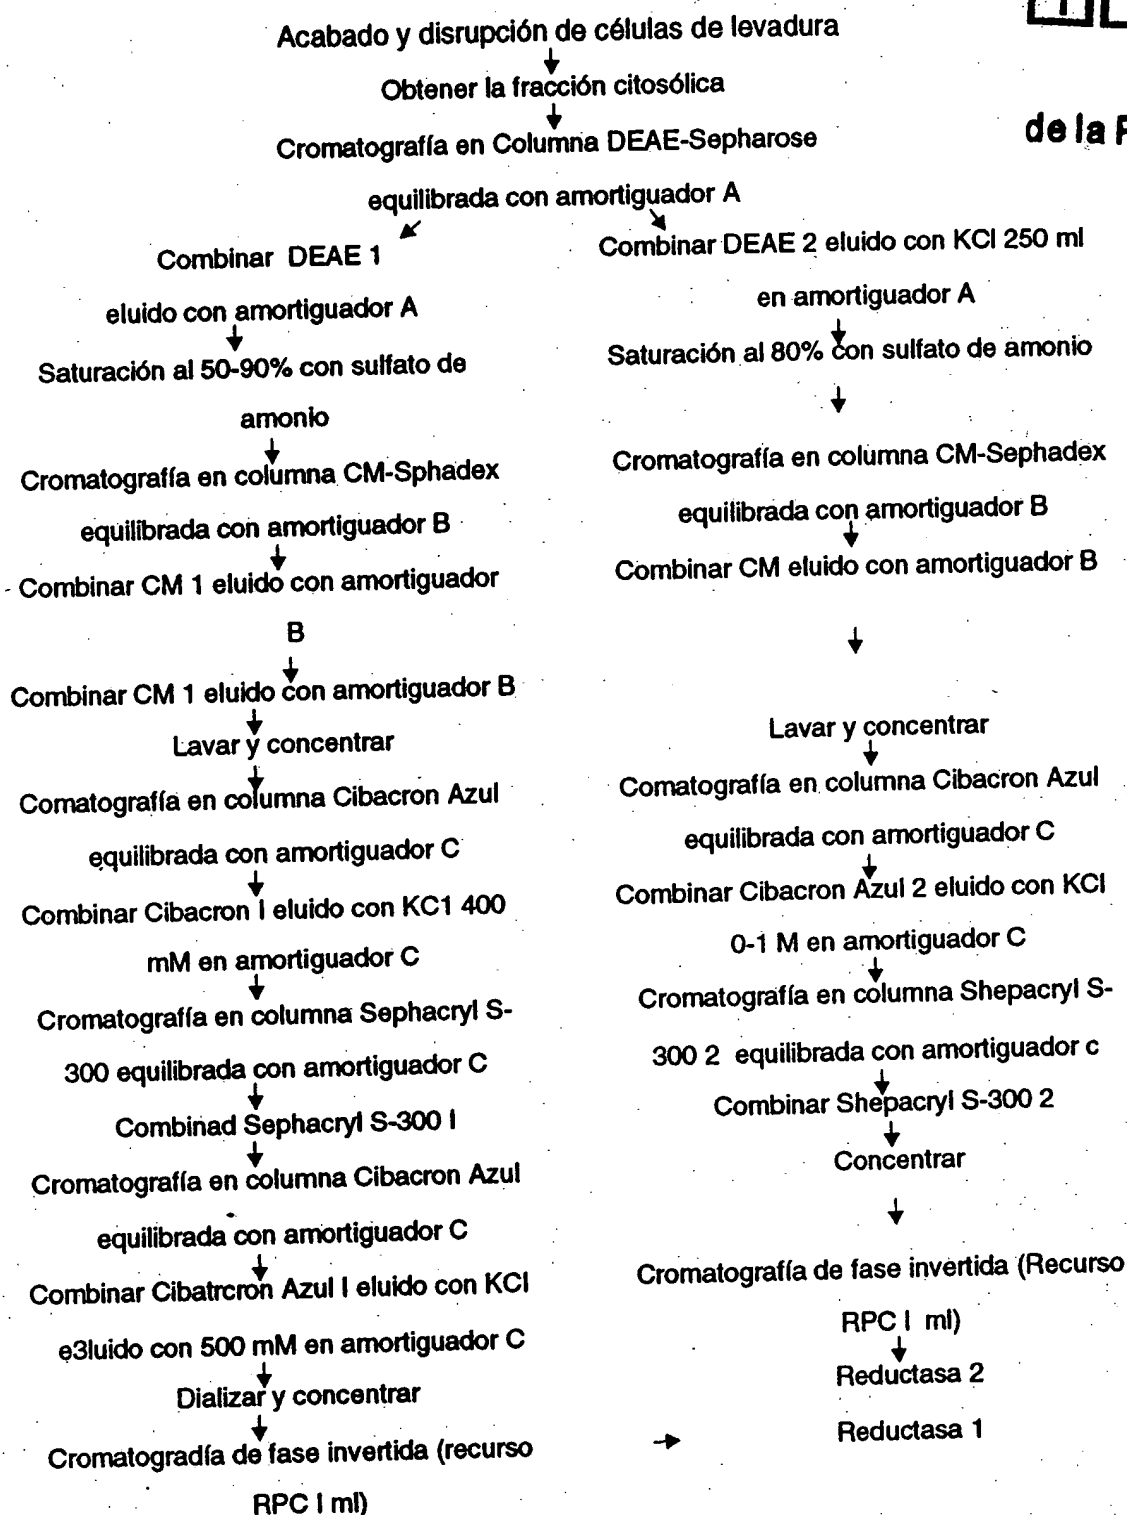 Acabado y disrupción de células de levadura
Obtener la fracción citosólica
Cromatografía en Columna DEAE-Sepharose
equilibrada con amortiguador A
de la
Combinar DEAE 1
eluido con amortiguador A
Saturación al 50-90% con sulfato de
amonio
Cromatografía en columna CM-Sphadex
equilibrada con amortiguador B
Combinar CM 1 eluido con amortiguador
B
Combinar CM 1 eluido con amortiguador B
Lavar y concentrar
Comatografía en columna Cibacron Azul
equilibrada con amortiguador C
Combinar Cibacron I eluido con KC1 400
mM en amortiguador C
Cromatografía en columna Sephacryl S-
300 equilibrada con amortiguador C
Combinad Sephacryl S-300 I
Cromatografía en columna Cibacron Azul
equilibrada con amortiguador C
Combinar Cibatrcron Azul I eluido con KCl
e3luido con 500 mM en amortiguador C
Dializar y concentrar
Cromatogradía de fase invertida (recurso
RPC I ml)
Combinar DEAE 2 eluido con KCl 250 ml
en amortiguador A
Saturación al 80% con sulfato de amonio
Cromatografía en columna CM-Sephadex
equilibrada con amortiguador B
Combinar CM eluido con amortiguador B
Lavar y concentrar
Comatografía en columna Cibacron Azul
equilibrada con amortiguador C
Combinar Cibacron Azul 2 eluido con KCl
0-1 M en amortiguador C
Cromatografía en columna Shepacryl S-
300 2 equilibrada con amortiguador c
Combinar Shepacryl S-300 2
Concentrar
Cromatografía de fase invertida (Recurso
RPC I ml)
Reductasa 2
Reductasa 1